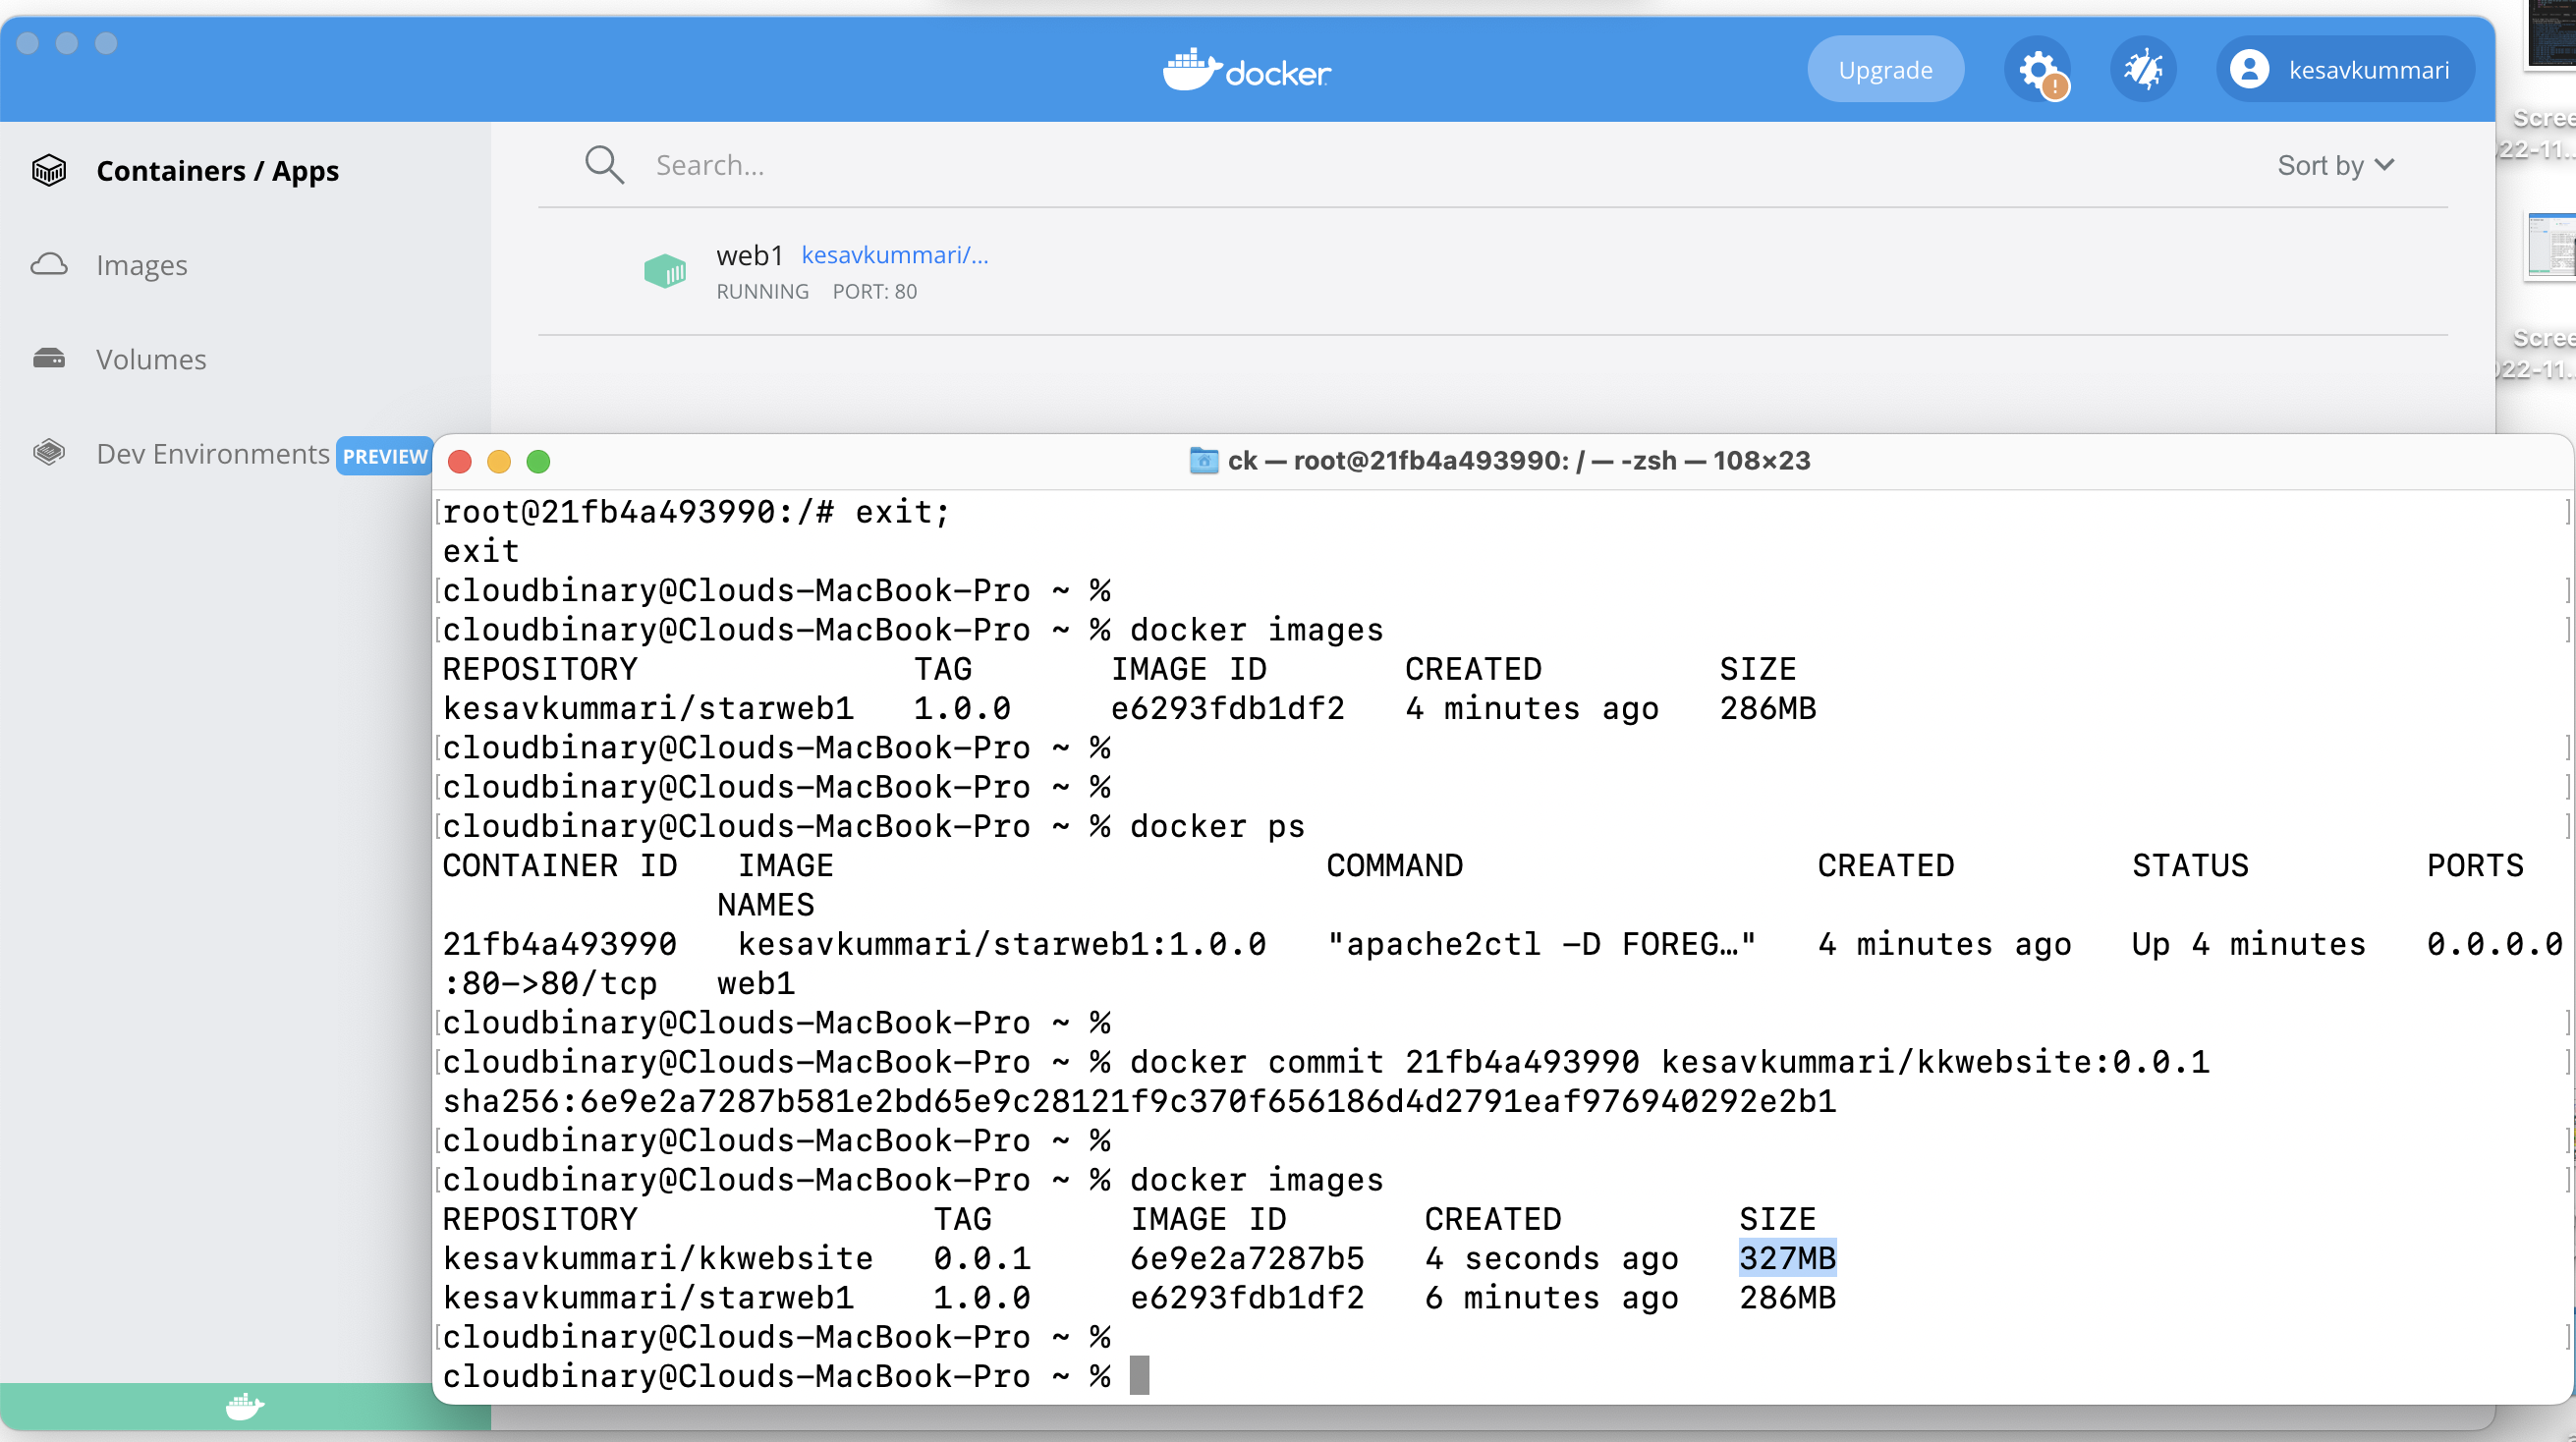 docker
Upgrade
kesavkummari
Containers / Apps
Images
Volumes
Dev Environments PREVIEW
Search...
Sort by
web1 kesavkummari/...
RUNNING PORT: 80
ck — root@21fb4a493990: / — -zsh — 108×23
root@21fb4a493990:/# exit;
exit
cloudbinary@Clouds-MacBook-Pro ~ %
cloudbinary@Clouds-MacBook-Pro ~ % docker images
REPOSITORY TAG IMAGE ID CREATED SIZE
kesavkummari/starweb1 1.0.0 e6293fdb1df2 4 minutes ago 286MB
cloudbinary@Clouds-MacBook-Pro ~ %
cloudbinary@Clouds-MacBook-Pro ~ %
cloudbinary@Clouds-MacBook-Pro ~ % docker ps
CONTAINER ID IMAGE COMMAND CREATED STATUS PORTS
NAMES
21fb4a493990 kesavkummari/starweb1:1.0.0 "apache2ctl -D FOREG…" 4 minutes ago Up 4 minutes 0.0.0.0
:80->80/tcp web1
cloudbinary@Clouds-MacBook-Pro ~ %
cloudbinary@Clouds-MacBook-Pro ~ % docker commit 21fb4a493990 kesavkummari/kkwebsite:0.0.1
sha256:6e9e2a7287b581e2bd65e9c28121f9c370f656186d4d2791eaf976940292e2b1
cloudbinary@Clouds-MacBook-Pro ~ %
cloudbinary@Clouds-MacBook-Pro ~ % docker images
REPOSITORY TAG IMAGE ID CREATED SIZE
kesavkummari/kkwebsite 0.0.1 6e9e2a7287b5 4 seconds ago 327MB
kesavkummari/starweb1 1.0.0 e6293fdb1df2 6 minutes ago 286MB
cloudbinary@Clouds-MacBook-Pro ~ %
cloudbinary@Clouds-MacBook-Pro ~ %
Scree
22-11...
Scree
022-11...